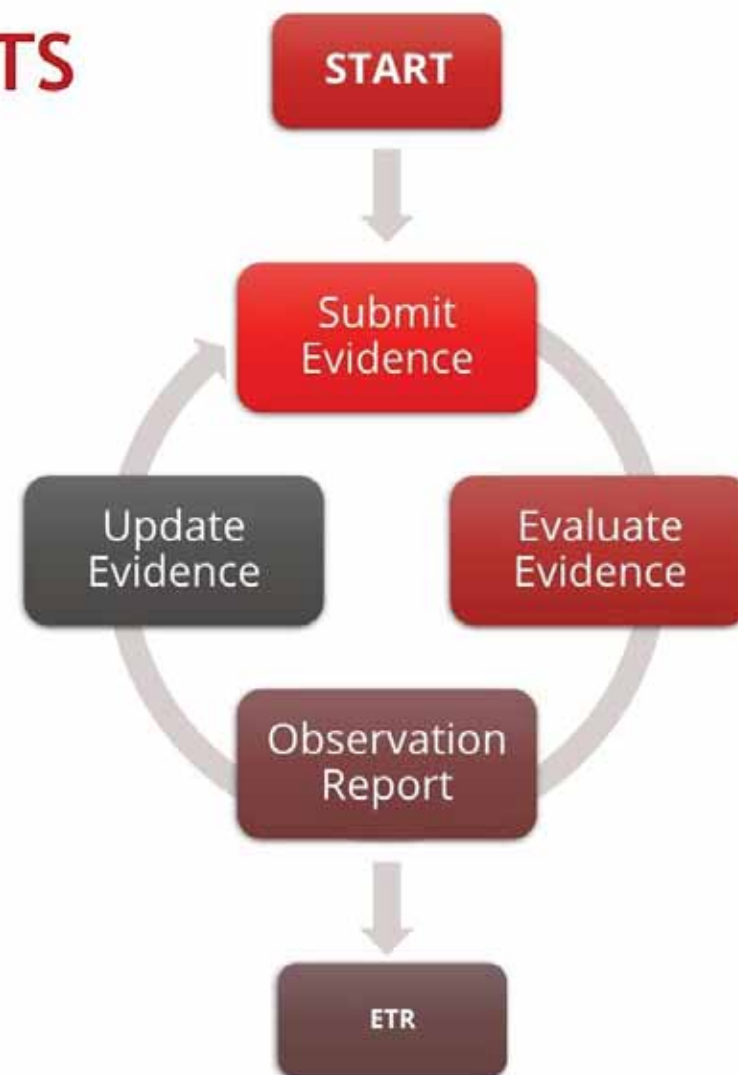 TS
START
Submit
Evidence
Update
Evidence
Evaluate
Evidence
Observation
Report
ETR